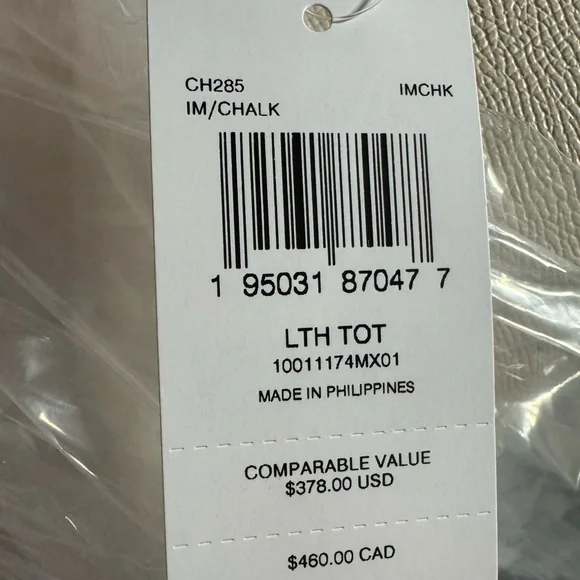 CH285 IMCHK
IM/CHALK
1 95031 87047 7
LTH TOT
10011174MX01
MADE IN PHILIPPINES
COMPARABLE VALUE
$378.00 USD
$460.00 CAD